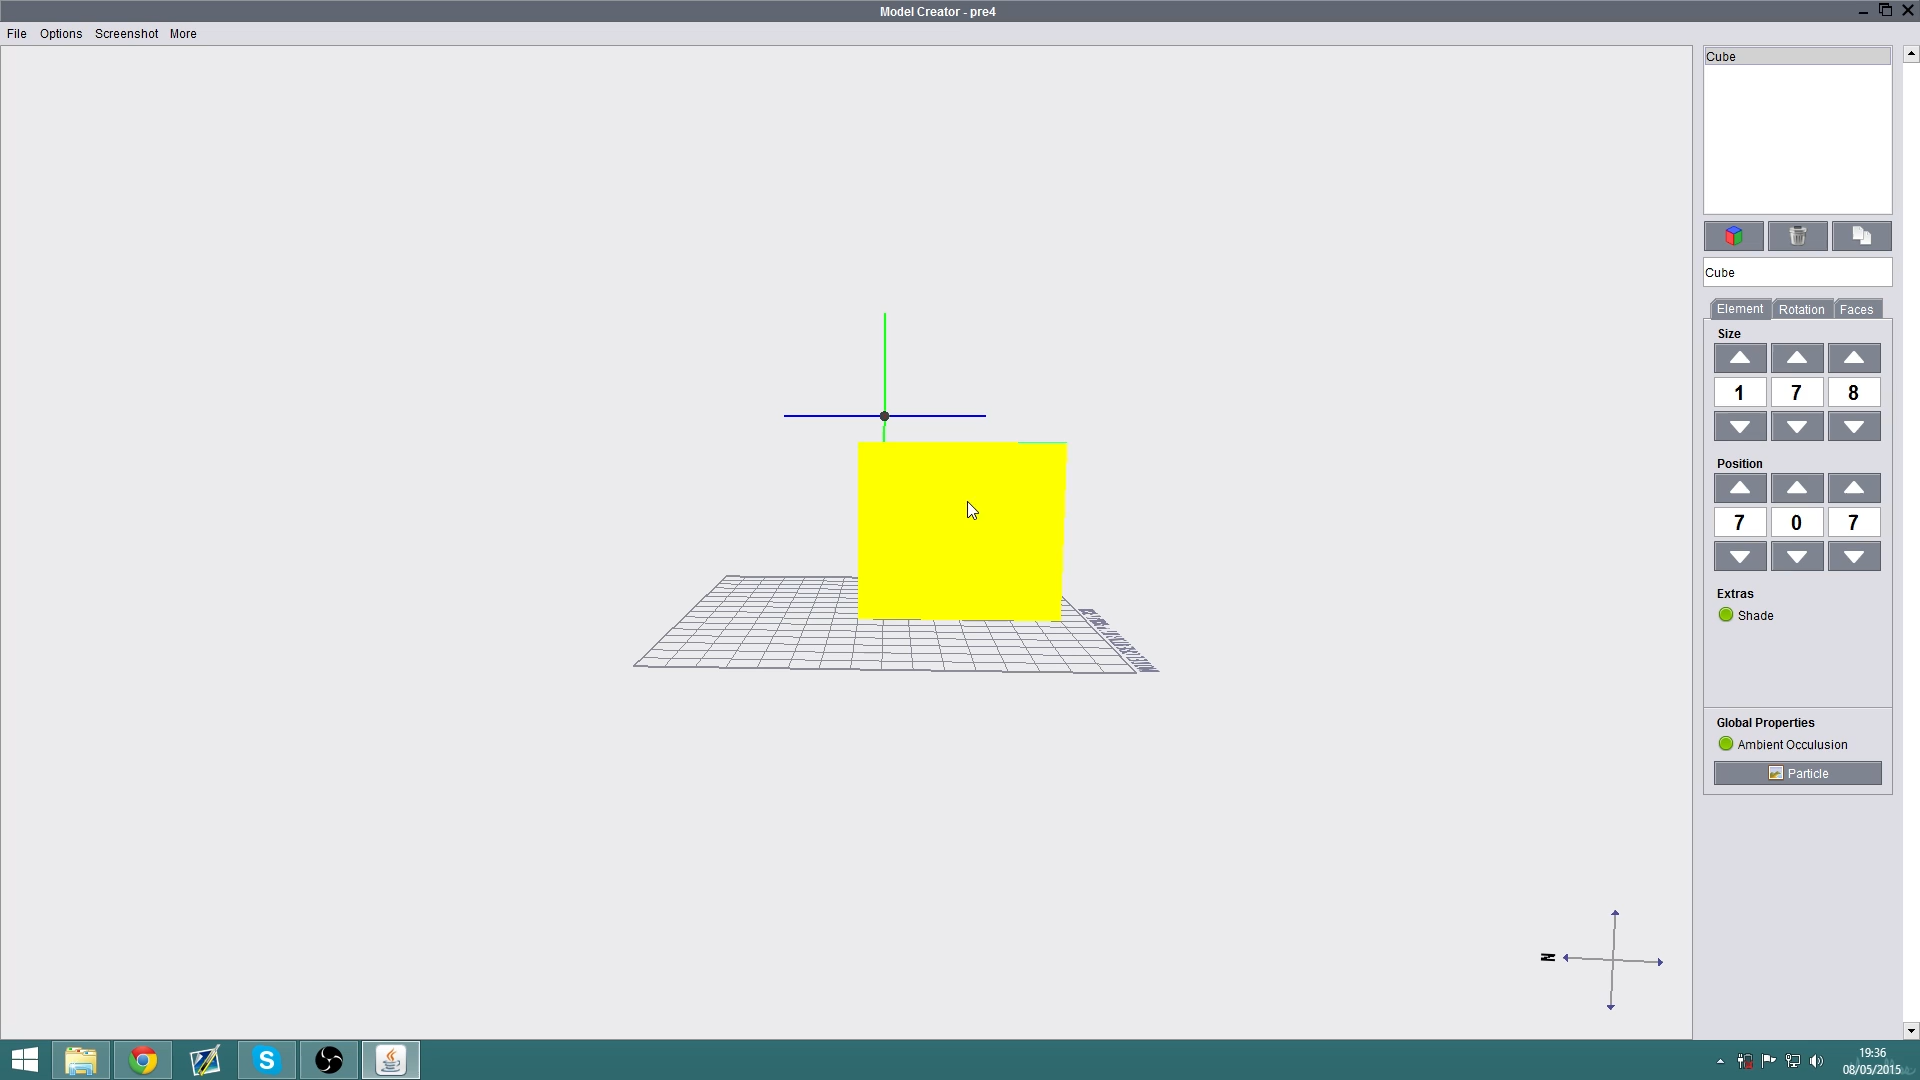 Model Creator - pre4
File Options Screenshot More
Cube
Cube
Element Rotation Faces
Size
1 7 8
Position
7 0 7
Extras
Shade
Global Properties
Ambient Occulusion
Particle
N
19:36
08/05/2015